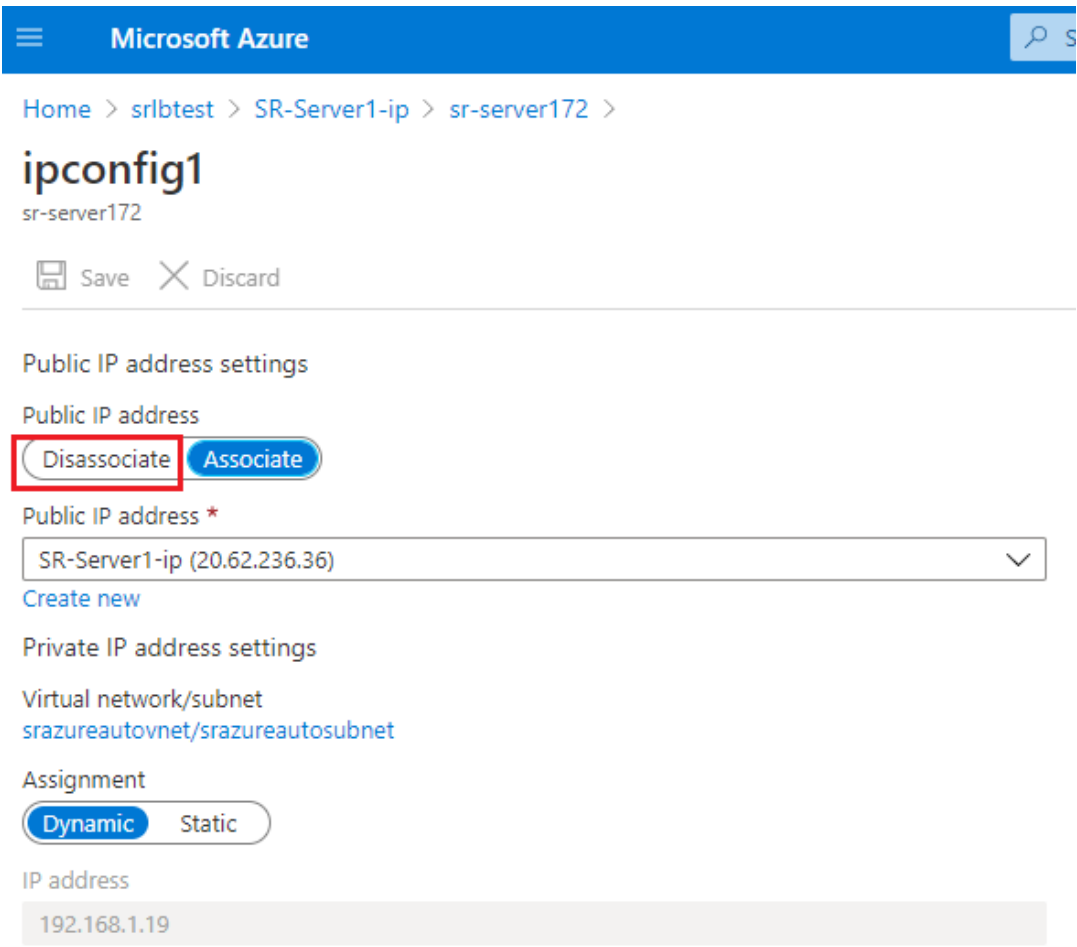 Microsoft Azure
S
Home > srlbtest > SR-Server1-ip > sr-server172 >
ipconfig1
sr-server172
Save Discard
Public IP address settings
Public IP address
Disassociate Associate
Public IP address *
SR-Server1-ip (20.62.236.36)
Create new
Private IP address settings
Virtual network/subnet
srazureautovnet/srazureautosubnet
Assignment
Dynamic Static
IP address
192.168.1.19